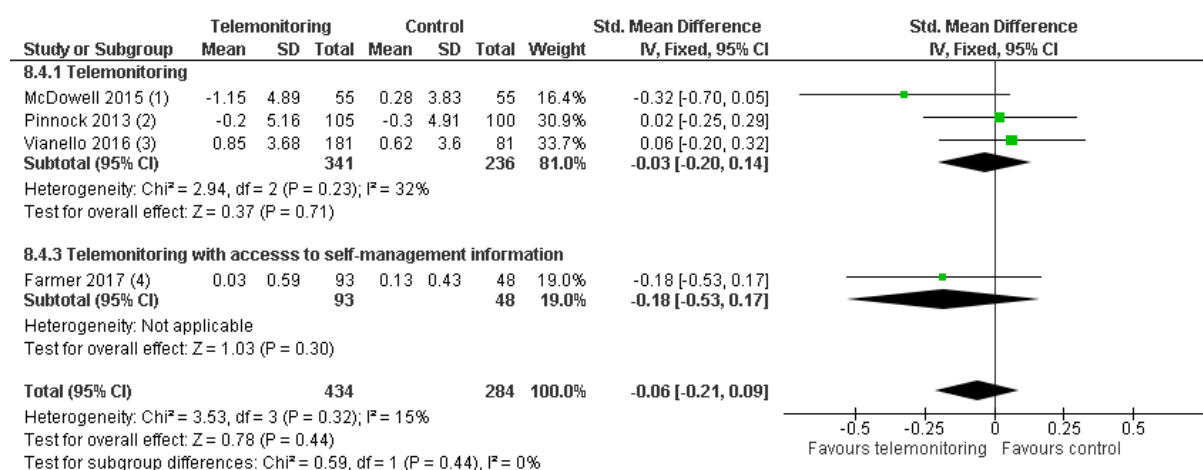 Telemonitoring Control Std. Mean Difference Std. Mean Difference
Study or Subgroup Mean SD Total Mean SD Total Weight IV, Fixed, 95% CI IV, Fixed, 95% CI
8.4.1 Telemonitoring
McDowell 2015 (1) -1.15 4.89 55 0.28 3.83 55 16.4% -0.32 [-0.70, 0.05]
Pinnock 2013 (2) -0.2 5.16 105 -0.3 4.91 100 30.9% 0.02 [-0.25, 0.29]
Vianello 2016 (3) 0.85 3.68 181 0.62 3.6 81 33.7% 0.06 [-0.20, 0.32]
Subtotal (95% CI) 341 236 81.0% -0.03 [-0.20, 0.14]
Heterogeneity: Chi² = 2.94, df = 2 (P = 0.23); I² = 32%
Test for overall effect: Z = 0.37 (P = 0.71)
8.4.3 Telemonitoring with accesss to self-management information
Farmer 2017 (4) 0.03 0.59 93 0.13 0.43 48 19.0% -0.18 [-0.53, 0.17]
Subtotal (95% CI) 93 48 19.0% -0.18 [-0.53, 0.17]
Heterogeneity: Not applicable
Test for overall effect: Z = 1.03 (P = 0.30)
Total (95% CI) 434 284 100.0% -0.06 [-0.21, 0.09]
Heterogeneity: Chi² = 3.53, df = 3 (P = 0.32); I² = 15%
Test for overall effect: Z = 0.78 (P = 0.44)
Test for subgroup differences: Chi² = 0.59, df = 1 (P = 0.44), I² = 0%
-0.5 -0.25 0 0.25 0.5
Favours telemonitoring Favours control